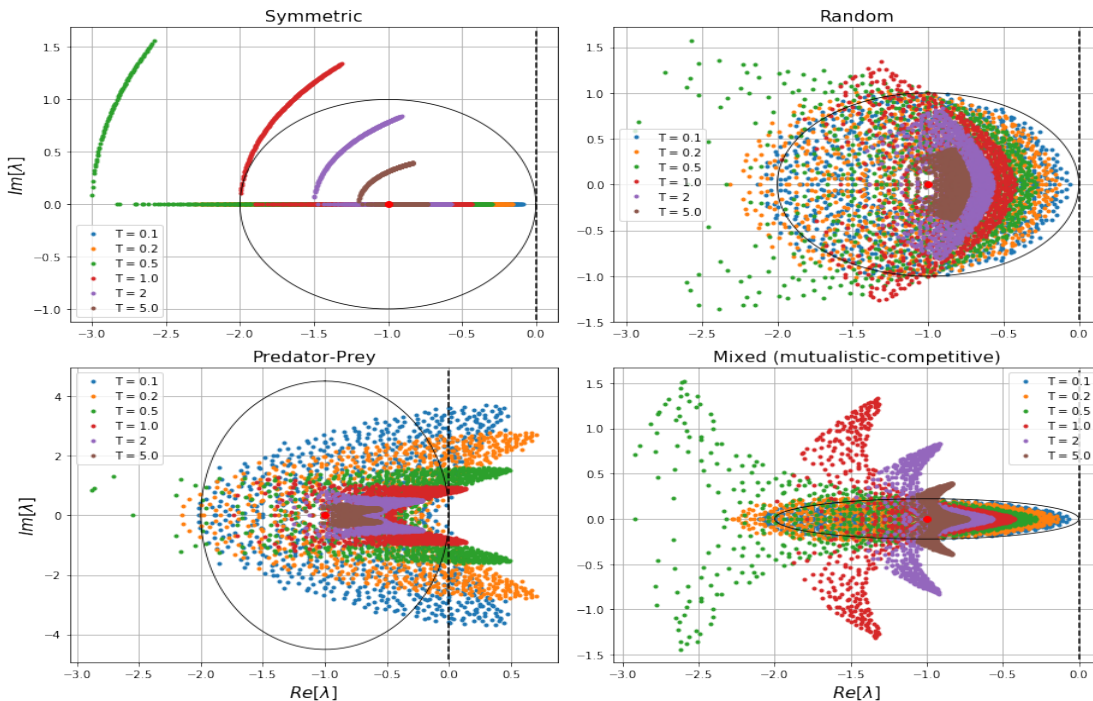 Symmetric
Im[λ]
1.5
1.0
0.5
0.0
−0.5
−1.0
T = 0.1
T = 0.2
T = 0.5
T = 1.0
T = 2
T = 5.0
−3.0 −2.5 −2.0 −1.5 −1.0 −0.5 0.0
Random
1.5
1.0
0.5
0.0
−0.5
−1.0
−1.5
T = 0.1
T = 0.2
T = 0.5
T = 1.0
T = 2
T = 5.0
−3.0 −2.5 −2.0 −1.5 −1.0 −0.5 0.0
Predator-Prey
Im[λ]
4
2
0
−2
−4
T = 0.1
T = 0.2
T = 0.5
T = 1.0
T = 2
T = 5.0
−3.0 −2.5 −2.0 −1.5 −1.0 −0.5 0.0 0.5
Re[λ]
Mixed (mutualistic-competitive)
1.5
1.0
0.5
0.0
−0.5
−1.0
−1.5
T = 0.1
T = 0.2
T = 0.5
T = 1.0
T = 2
T = 5.0
−3.0 −2.5 −2.0 −1.5 −1.0 −0.5 0.0
Re[λ]